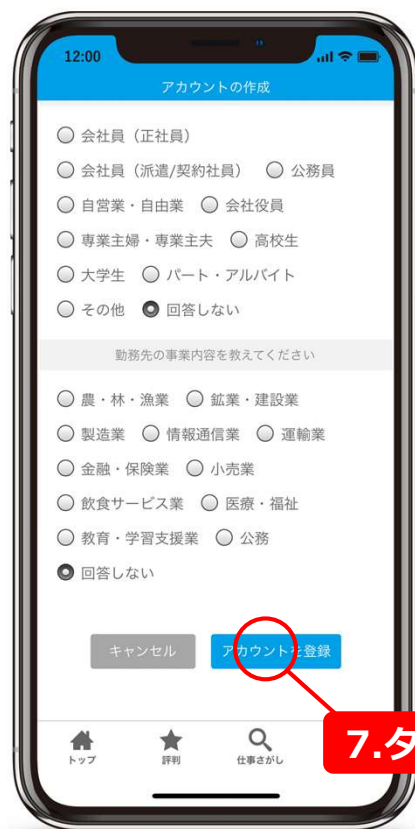 12:00
アカウントの作成
会社員（正社員）
会社員（派遣/契約社員） 公務員
自営業・自由業 会社役員
専業主婦・専業主夫 高校生
大学生 パート・アルバイト
その他 回答しない
勤務先の事業内容を教えてください
農・林・漁業 鉱業・建設業
製造業 情報通信業 運輸業
金融・保険業 小売業
飲食サービス業 医療・福祉
教育・学習支援業 公務
回答しない
キャンセル アカウントを登録
トップ 評判 仕事さがし
7.タ